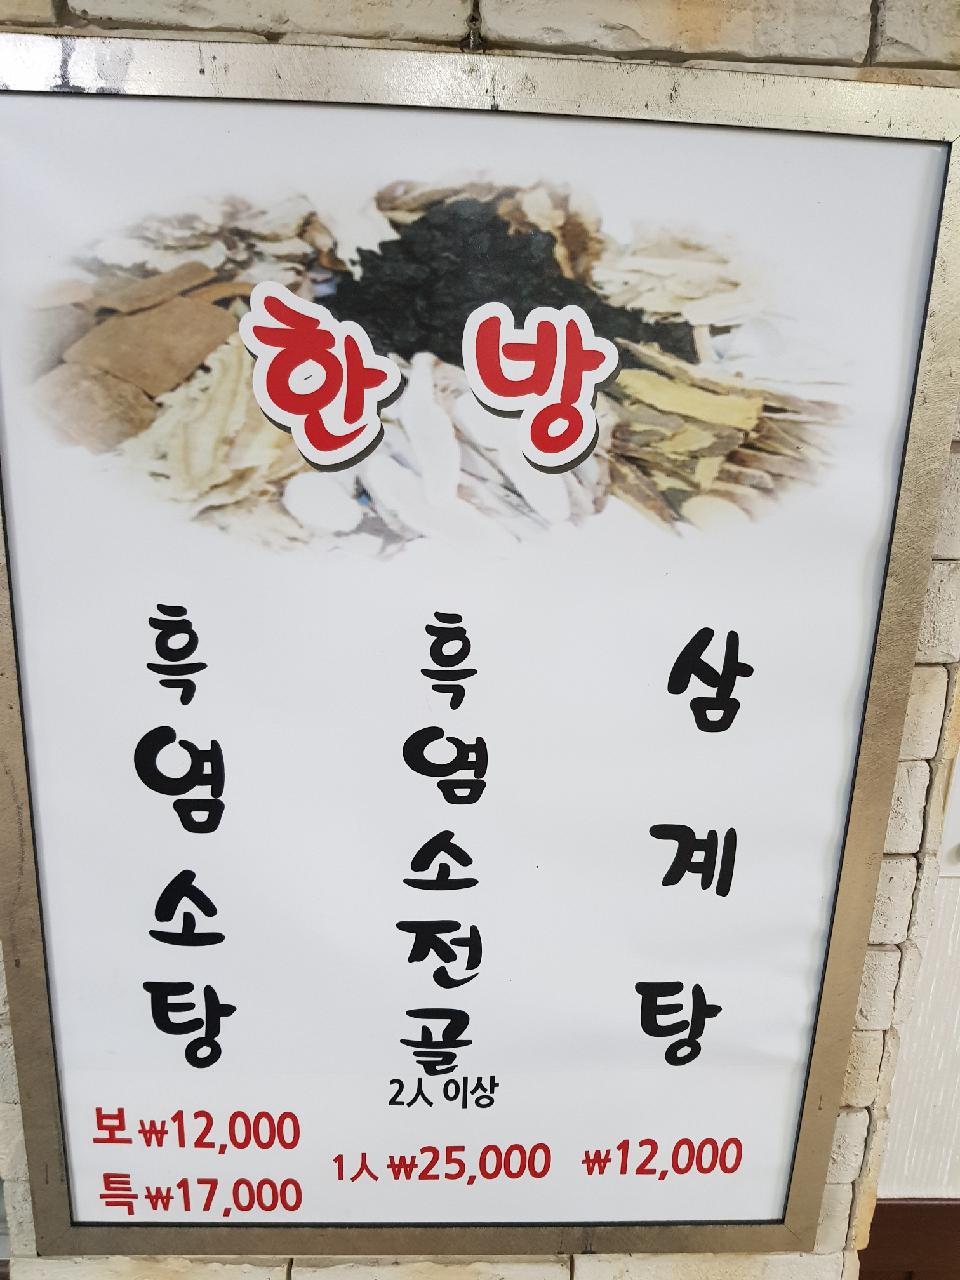 한방
흑염소탕
보 ₩12,000
특 ₩17,000
흑염소전골
2人 이상
1人 ₩25,000
삼계탕
₩12,000